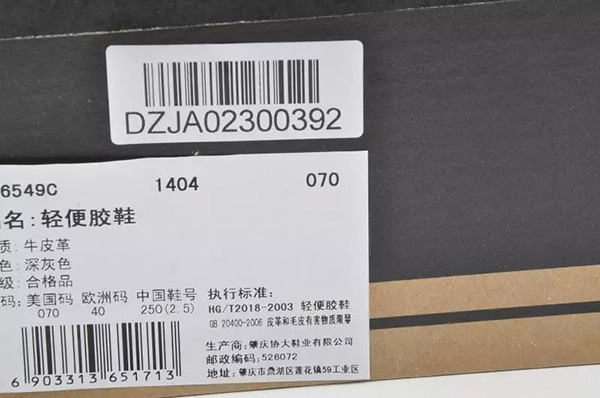 DZJA02300392
6549C 1404 070
名:轻便胶鞋
质:牛皮革
色:深灰色
级:合格品
码:美国码 欧洲码 中国鞋号
070 40 250(2.5)
6 903313 651713
执行标准:
HG/T2018-2003 轻便胶鞋
GB 20400-2006 皮革和毛皮有害物质限量
生产商:肇庆协大鞋业有限公司
邮政编码:526072
地址:肇庆市鼎湖区莲花镇59工业区